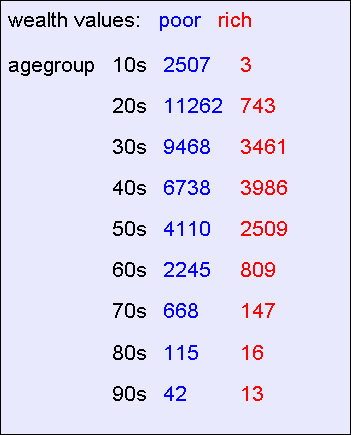 wealth values: poor rich
agegroup 10s 2507 3
20s 11262 743
30s 9468 3461
40s 6738 3986
50s 4110 2509
60s 2245 809
70s 668 147
80s 115 16
90s 42 13